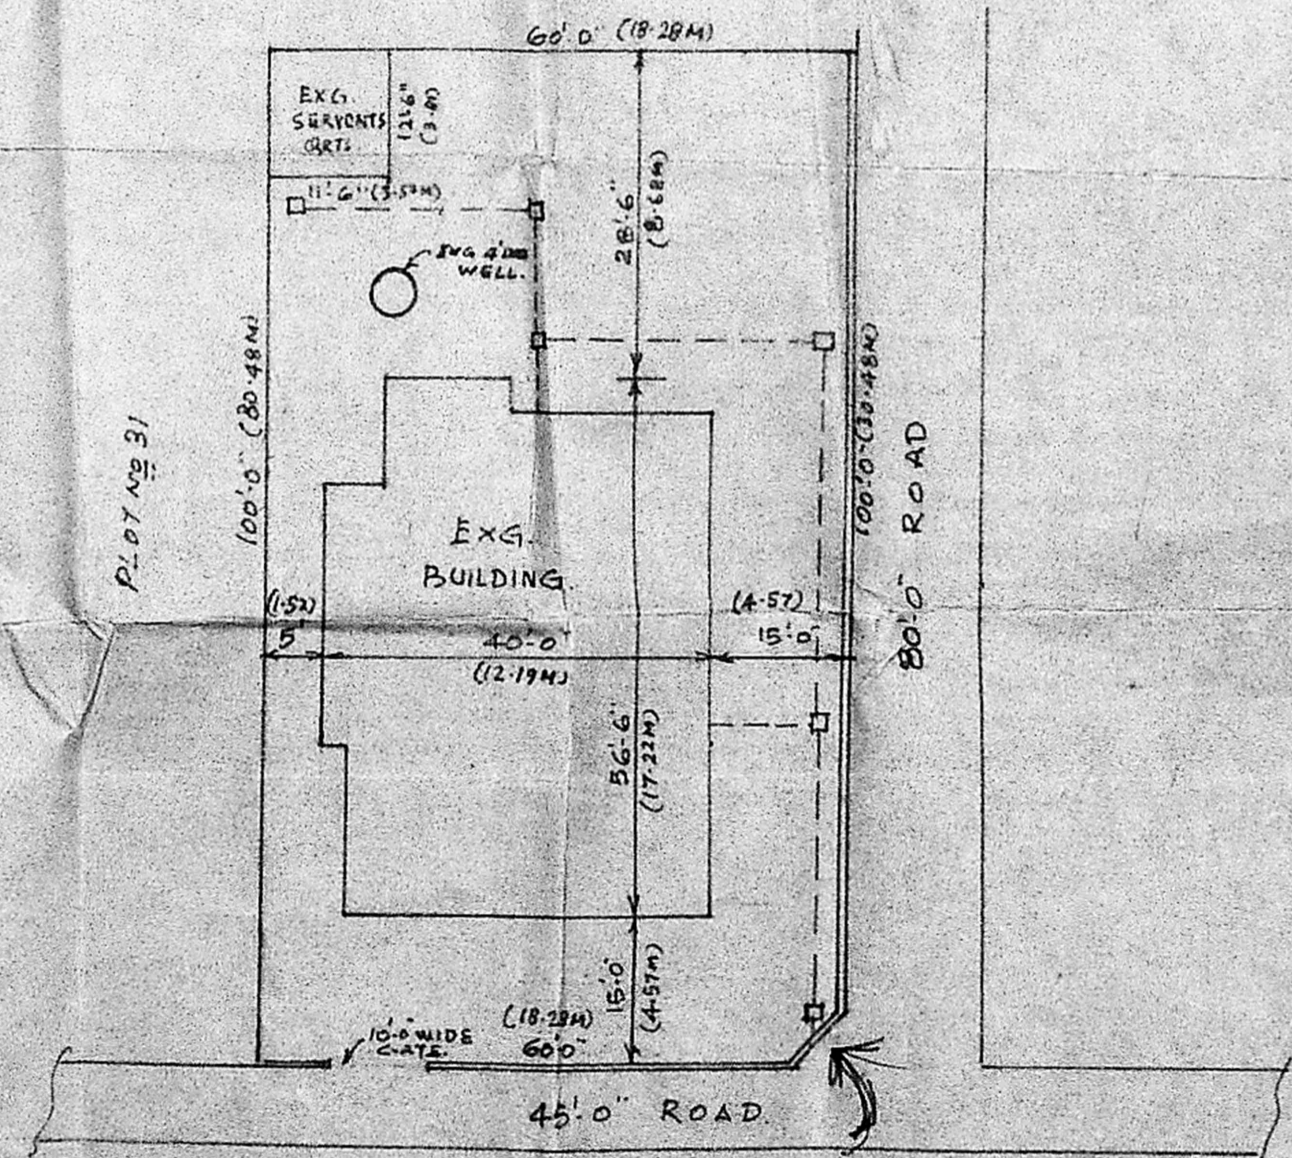 60'-0" (18·28M)
EXG.
SERVENTS
QRTS.
12'-6"
(3·81)
11'-6" (3·50M)
28'-6"
(8·68M)
EXG 4'DIA
WELL.
100'-0" (80·48M)
100'-0" (30·48M)
PLOT No 31
EXG.
BUILDING.
80'-0" ROAD
(1·52)
5'
40'-0
(12·19M)
(4·57)
15'-0"
56'-6"
(17·22M)
15'-0"
(4·57M)
(18·28M)
60'-0"
10'-0" WIDE
GATE.
45'-0" ROAD.